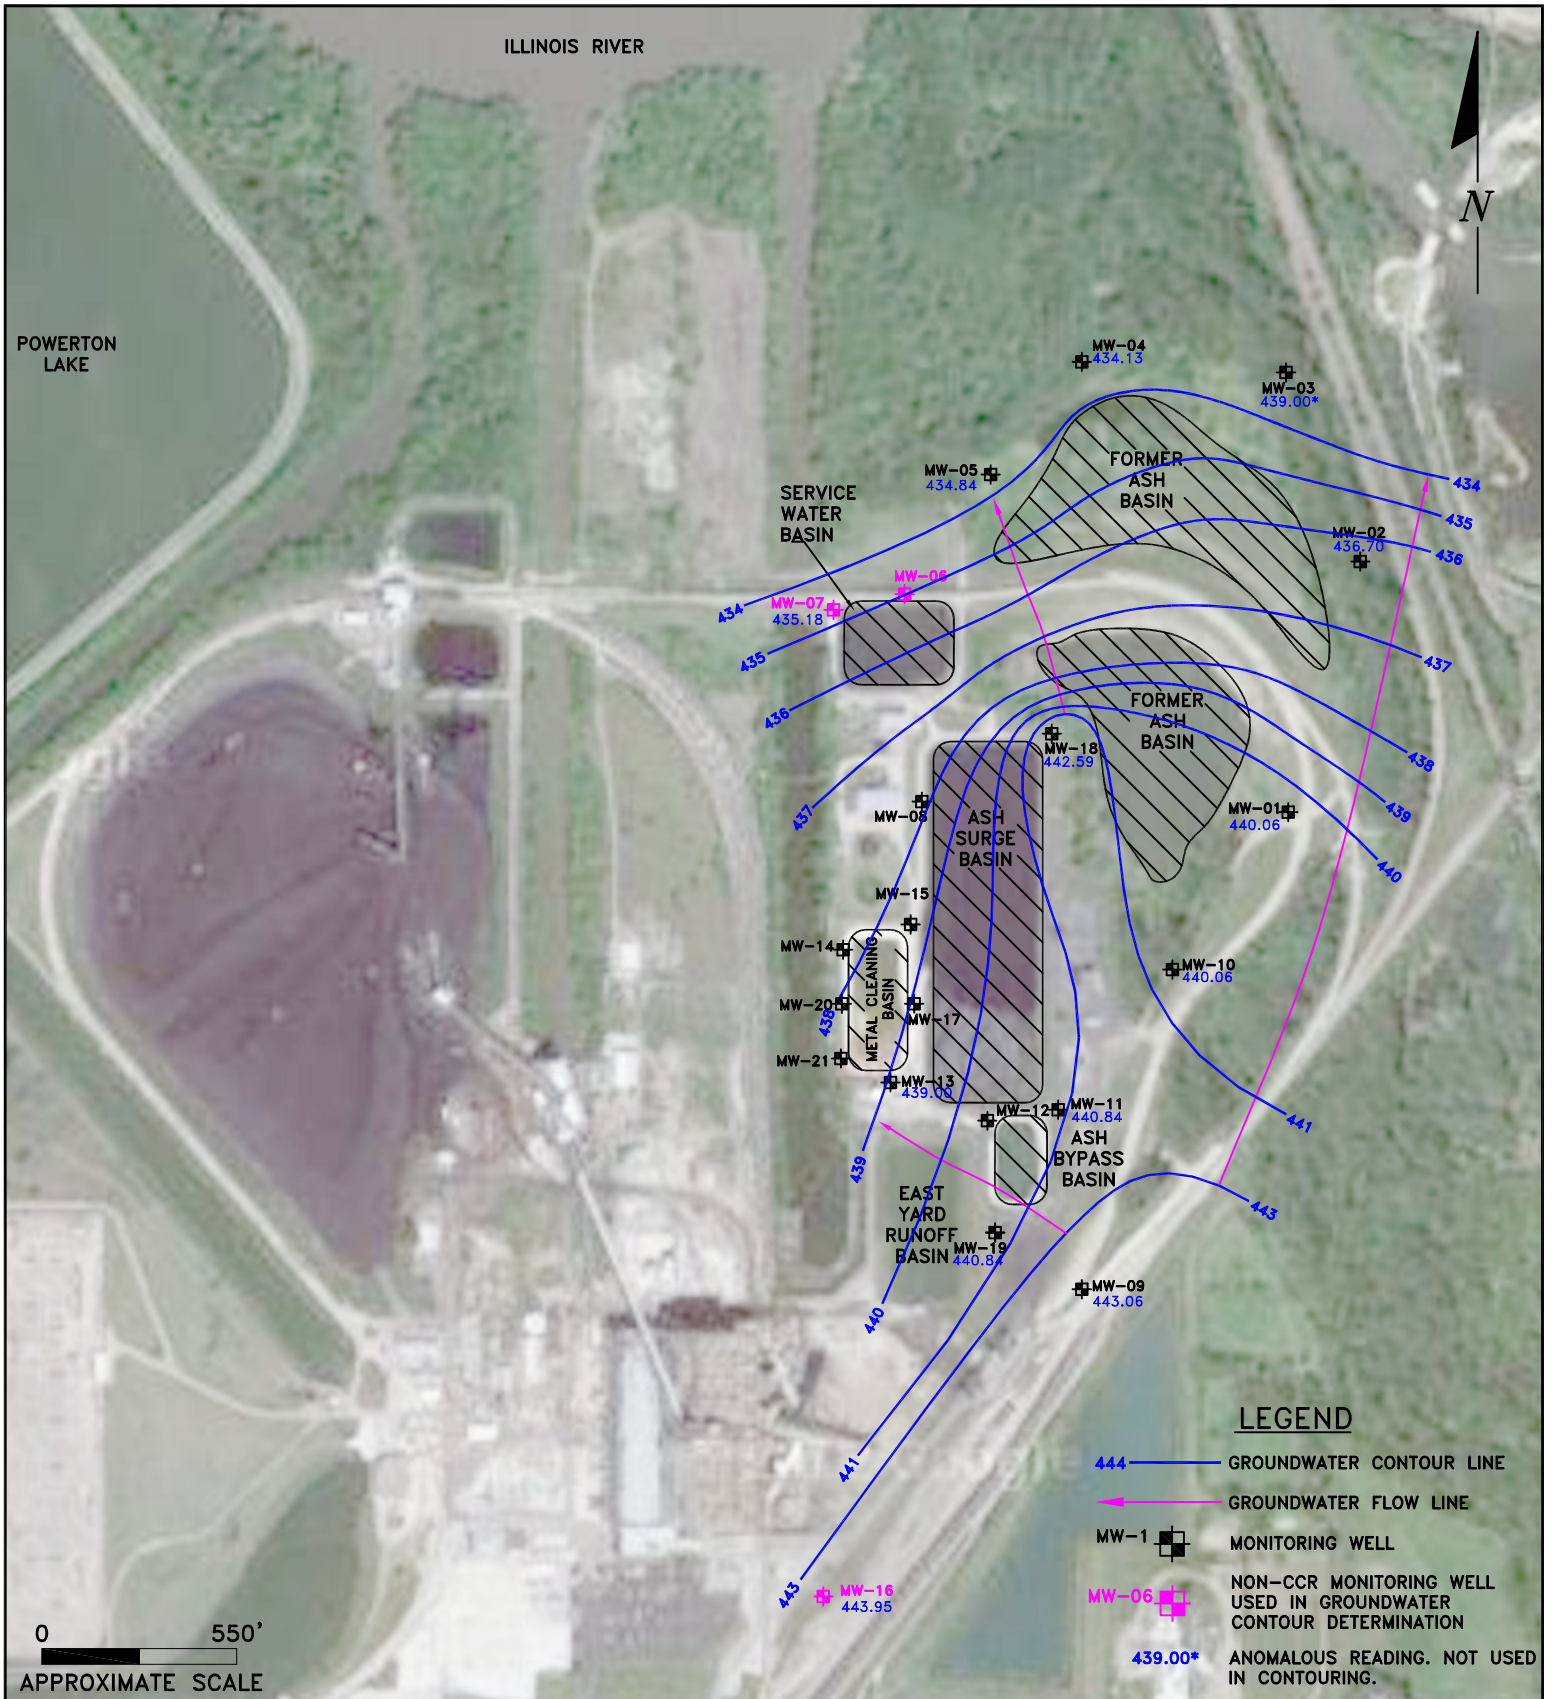 ILLINOIS RIVER
N
POWERTON
LAKE
MW-04
434.13
MW-03
439.00*
FORMER
ASH
BASIN
MW-05
434.84
434
435
436
SERVICE
WATER
BASIN
MW-02
436.70
MW-06
MW-07
435.18
434
435
436
437
437
FORMER
ASH
BASIN
MW-18
442.59
438
439
440
MW-01
440.06
MW-08
ASH
SURGE
BASIN
MW-15
MW-14
METAL CLEANING
BASIN
MW-10
440.06
MW-20
438
MW-17
MW-21
MW-13
439.00
MW-12
MW-11
440.84
441
ASH
BYPASS
BASIN
439
EAST
YARD
RUNOFF
BASIN
443
MW-19
440.84
MW-09
443.06
440
441
443
MW-16
443.95
LEGEND
444 GROUNDWATER CONTOUR LINE
GROUNDWATER FLOW LINE
MW-1 MONITORING WELL
MW-06 NON-CCR MONITORING WELL
USED IN GROUNDWATER
CONTOUR DETERMINATION
439.00* ANOMALOUS READING. NOT USED
IN CONTOURING.
0 550'
APPROXIMATE SCALE